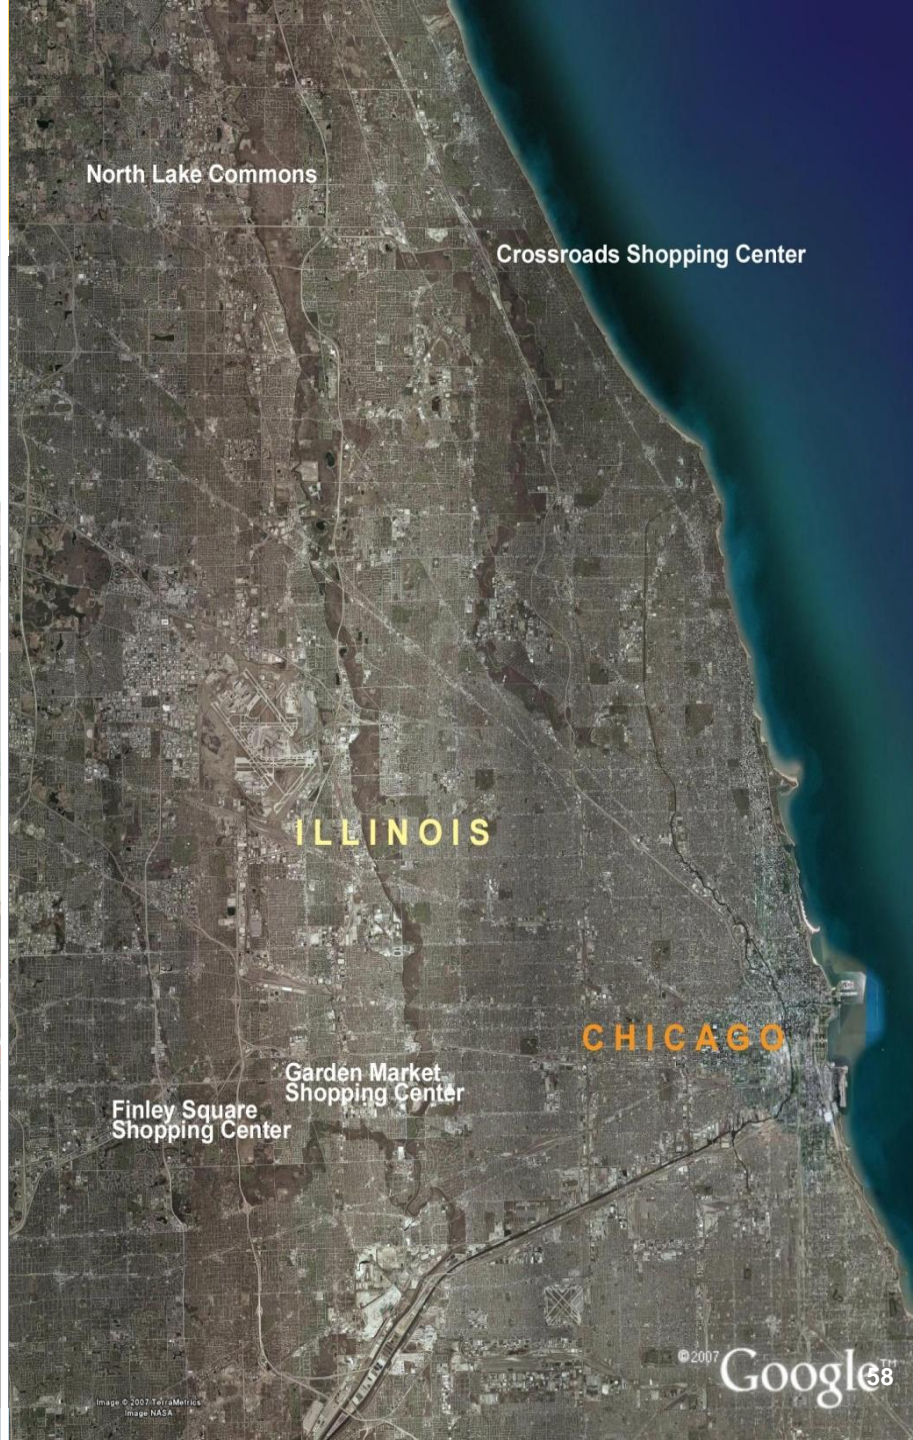 North Lake Commons
Crossroads Shopping Center
ILLINOIS
CHICAGO
Garden Market
Shopping Center
Finley Square
Shopping Center
©2007 Google™
58
Image © 2007 TerraMetrics
Image NASA